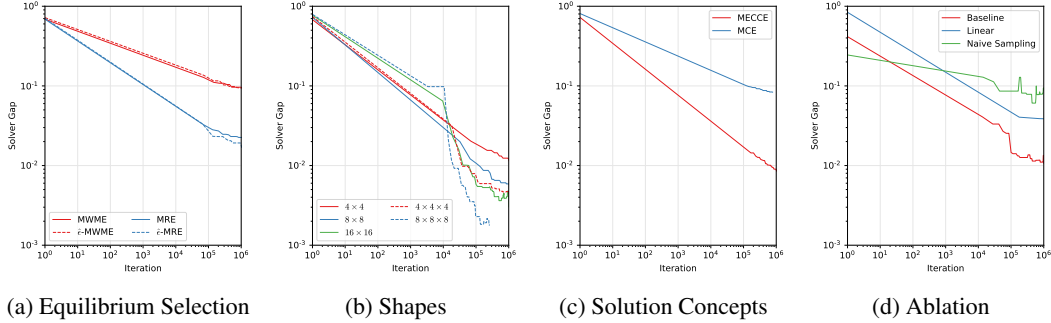 Solver Gap
10^0
10^-1
10^-2
10^-3
MWME
ε̂-MWME
MRE
ε̂-MRE
10^0 10^1 10^2 10^3 10^4 10^5 10^6
Iteration
(a) Equilibrium Selection
Solver Gap
10^0
10^-1
10^-2
10^-3
4 × 4
8 × 8
16 × 16
4 × 4 × 4
8 × 8 × 8
10^0 10^1 10^2 10^3 10^4 10^5 10^6
Iteration
(b) Shapes
Solver Gap
10^0
10^-1
10^-2
10^-3
MECCE
MCE
10^0 10^1 10^2 10^3 10^4 10^5 10^6
Iteration
(c) Solution Concepts
Solver Gap
10^0
10^-1
10^-2
10^-3
Baseline
Linear
Naive Sampling
10^0 10^1 10^2 10^3 10^4 10^5 10^6
Iteration
(d) Ablation